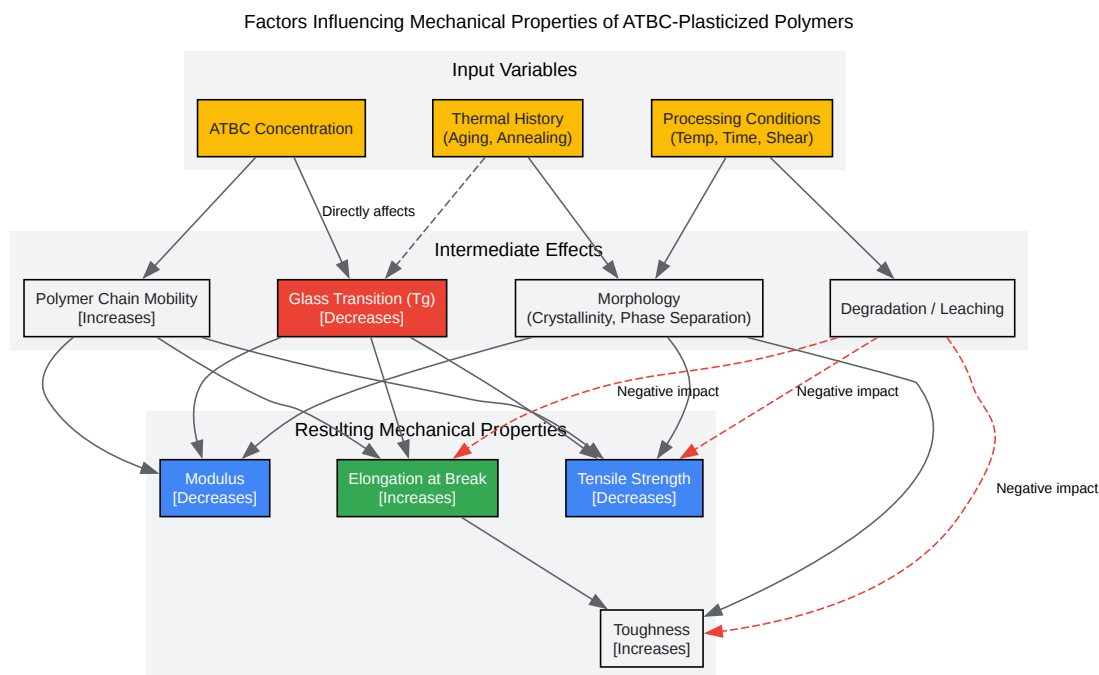 Factors Influencing Mechanical Properties of ATBC-Plasticized Polymers
Input Variables
ATBC Concentration
Thermal History
(Aging, Annealing)
Processing Conditions
(Temp, Time, Shear)
Directly affects
Intermediate Effects
Polymer Chain Mobility
[Increases]
Glass Transition (Tg)
[Decreases]
Morphology
(Crystallinity, Phase Separation)
Degradation / Leaching
Negative impact
Negative impact
Resulting Mechanical Properties
Modulus
[Decreases]
Elongation at Break
[Increases]
Tensile Strength
[Decreases]
Negative impact
Toughness
[Increases]